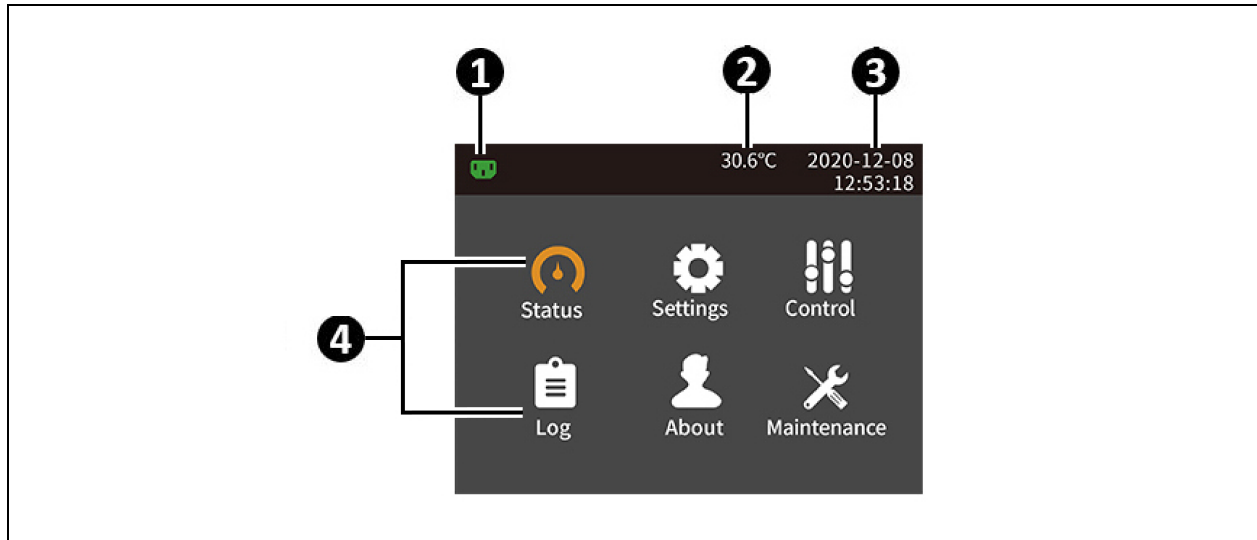 1 2 3
30.6℃ 2020-12-08
12:53:18
Status Settings Control
4
Log About Maintenance